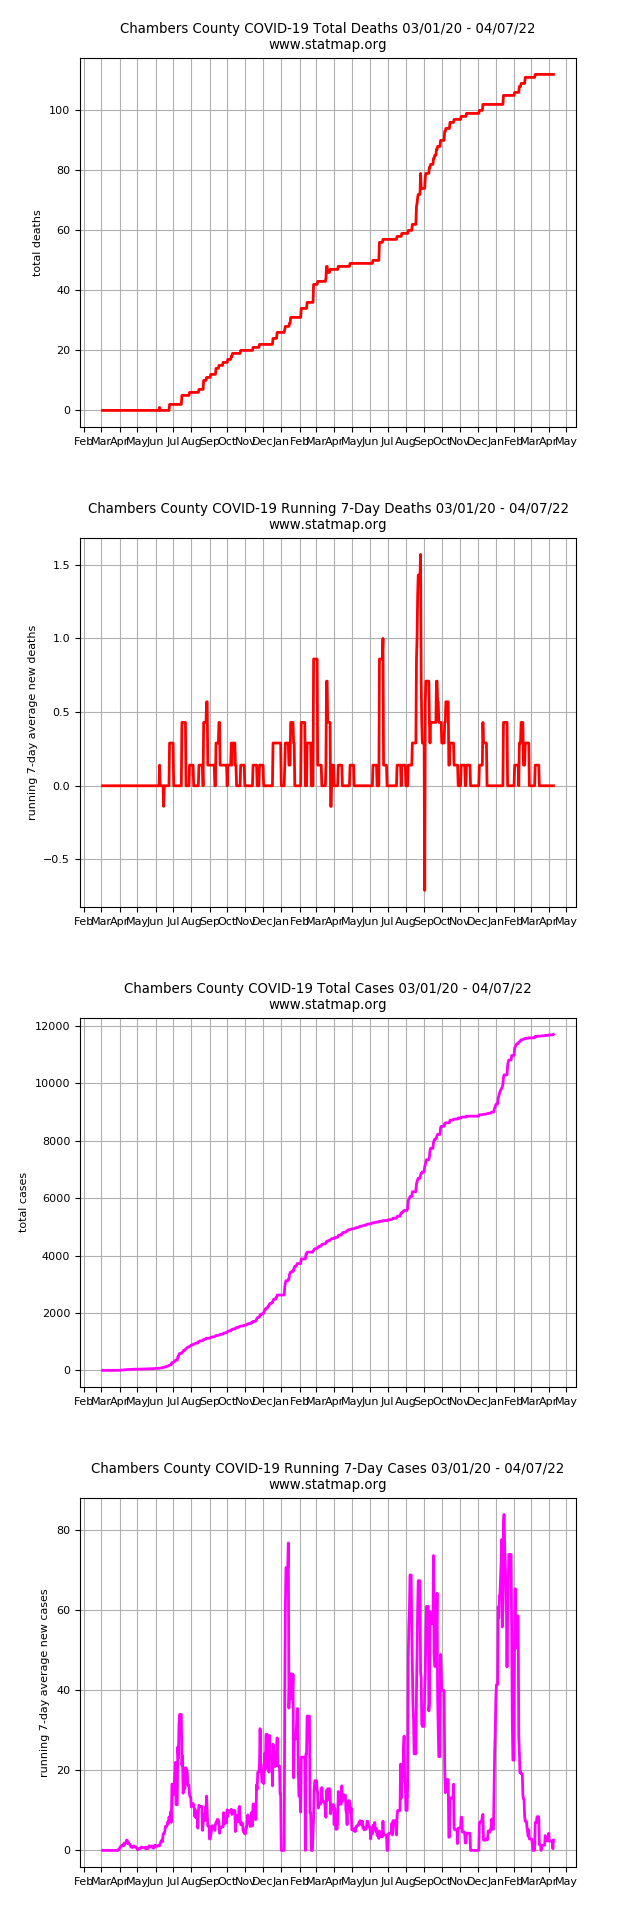 Chambers County COVID-19 Total Deaths 03/01/20 - 04/07/22
www.statmap.org
total deaths
100
80
60
40
20
0
Feb Mar Apr May Jun Jul Aug Sep Oct Nov Dec Jan Feb Mar Apr May Jun Jul Aug Sep Oct Nov Dec Jan Feb Mar Apr May
Chambers County COVID-19 Running 7-Day Deaths 03/01/20 - 04/07/22
www.statmap.org
running 7-day average new deaths
1.5
1.0
0.5
0.0
−0.5
Feb Mar Apr May Jun Jul Aug Sep Oct Nov Dec Jan Feb Mar Apr May Jun Jul Aug Sep Oct Nov Dec Jan Feb Mar Apr May
Chambers County COVID-19 Total Cases 03/01/20 - 04/07/22
www.statmap.org
total cases
12000
10000
8000
6000
4000
2000
0
Feb Mar Apr May Jun Jul Aug Sep Oct Nov Dec Jan Feb Mar Apr May Jun Jul Aug Sep Oct Nov Dec Jan Feb Mar Apr May
Chambers County COVID-19 Running 7-Day Cases 03/01/20 - 04/07/22
www.statmap.org
running 7-day average new cases
80
60
40
20
0
Feb Mar Apr May Jun Jul Aug Sep Oct Nov Dec Jan Feb Mar Apr May Jun Jul Aug Sep Oct Nov Dec Jan Feb Mar Apr May